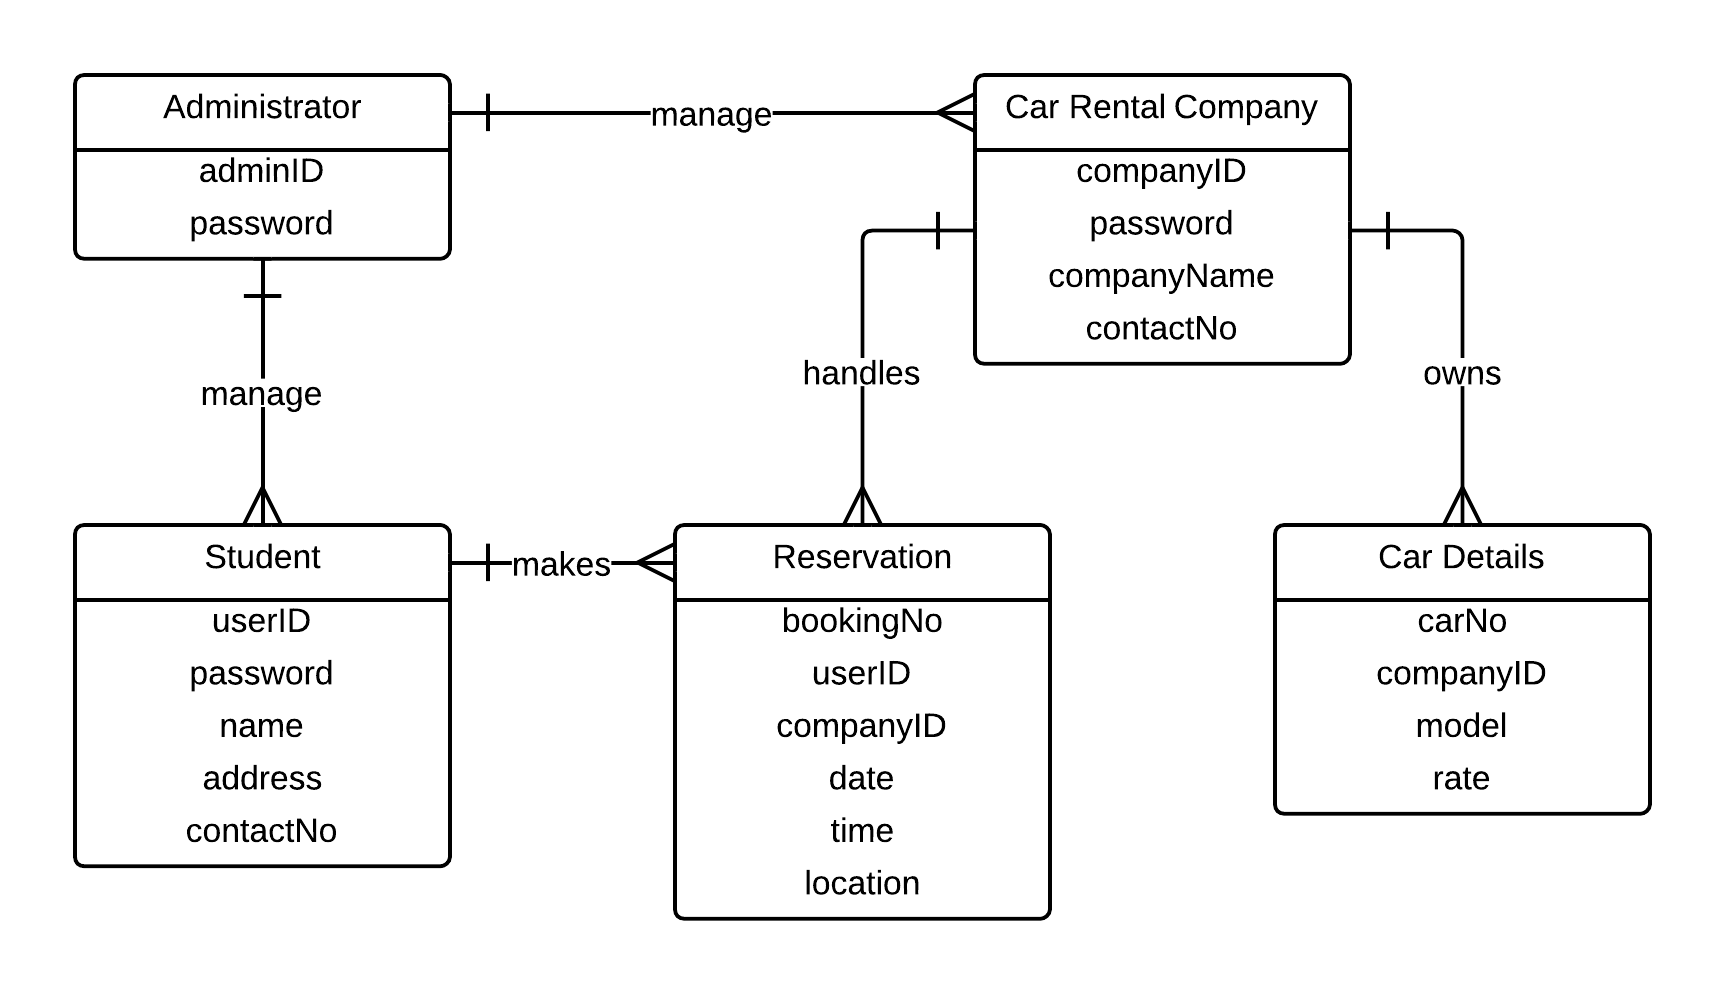 Administrator
adminID
password
manage
Car Rental Company
companyID
password
companyName
contactNo
manage
handles
owns
Student
userID
password
name
address
contactNo
makes
Reservation
bookingNo
userID
companyID
date
time
location
Car Details
carNo
companyID
model
rate